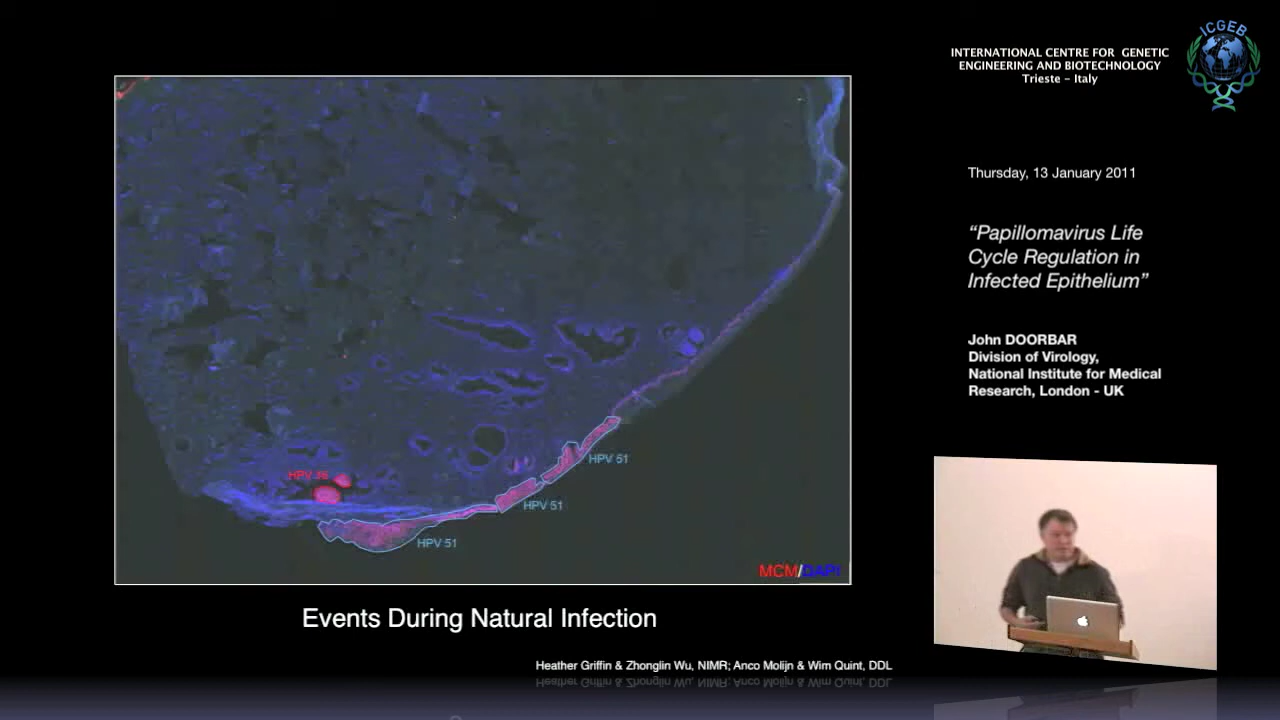 INTERNATIONAL CENTRE FOR GENETIC
ENGINEERING AND BIOTECHNOLOGY
Trieste – Italy
ICGEB
Thursday, 13 January 2011
“Papillomavirus Life
Cycle Regulation in
Infected Epithelium”
John DOORBAR
Division of Virology,
National Institute for Medical
Research, London - UK
HPV 51
HPV 51
HPV 51
MCM/DAPI
Events During Natural Infection
Heather Griffin & Zhonglin Wu, NIMR; Anco Molijn & Wim Quint, DDL